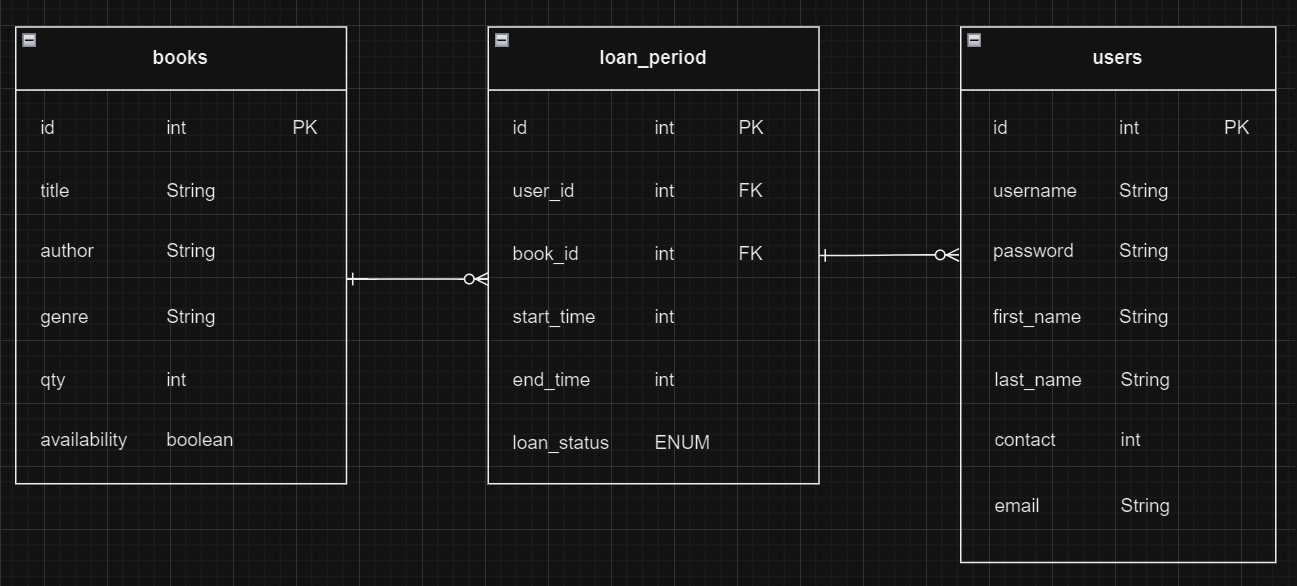 books
id int PK
title String
author String
genre String
qty int
availability boolean
loan_period
id int PK
user_id int FK
book_id int FK
start_time int
end_time int
loan_status ENUM
users
id int PK
username String
password String
first_name String
last_name String
contact int
email String